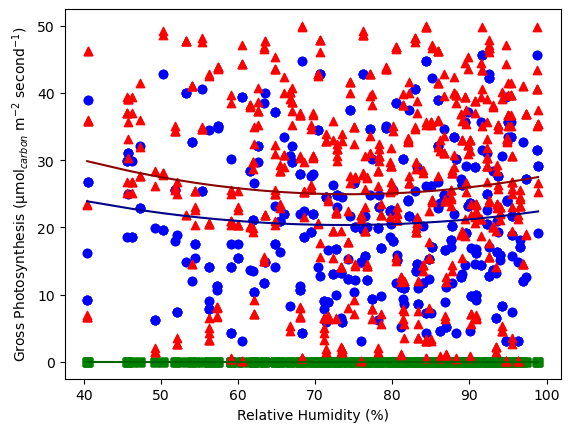 Gross Photosynthesis (μmol$_{carbon}$ m$^{-2}$ second$^{-1}$)
50
40
30
20
10
0
40 50 60 70 80 90 100
Relative Humidity (%)